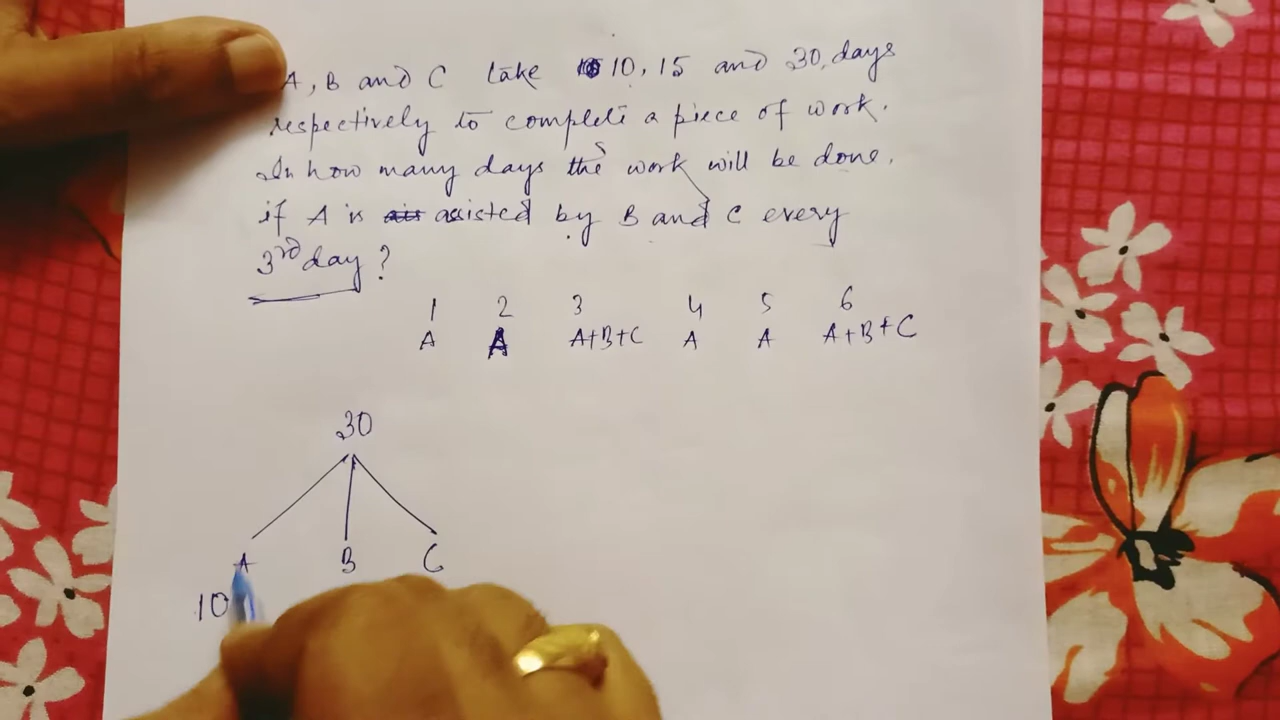 A, B and C take 10, 15 and 30, days
respectively to complete a piece of work.
In how many days the work will be done.
if A is assisted by B and C every
3rd day?
1 2 3 4 5 6
A A A+B+C A A A+B+C
30
A B C
10